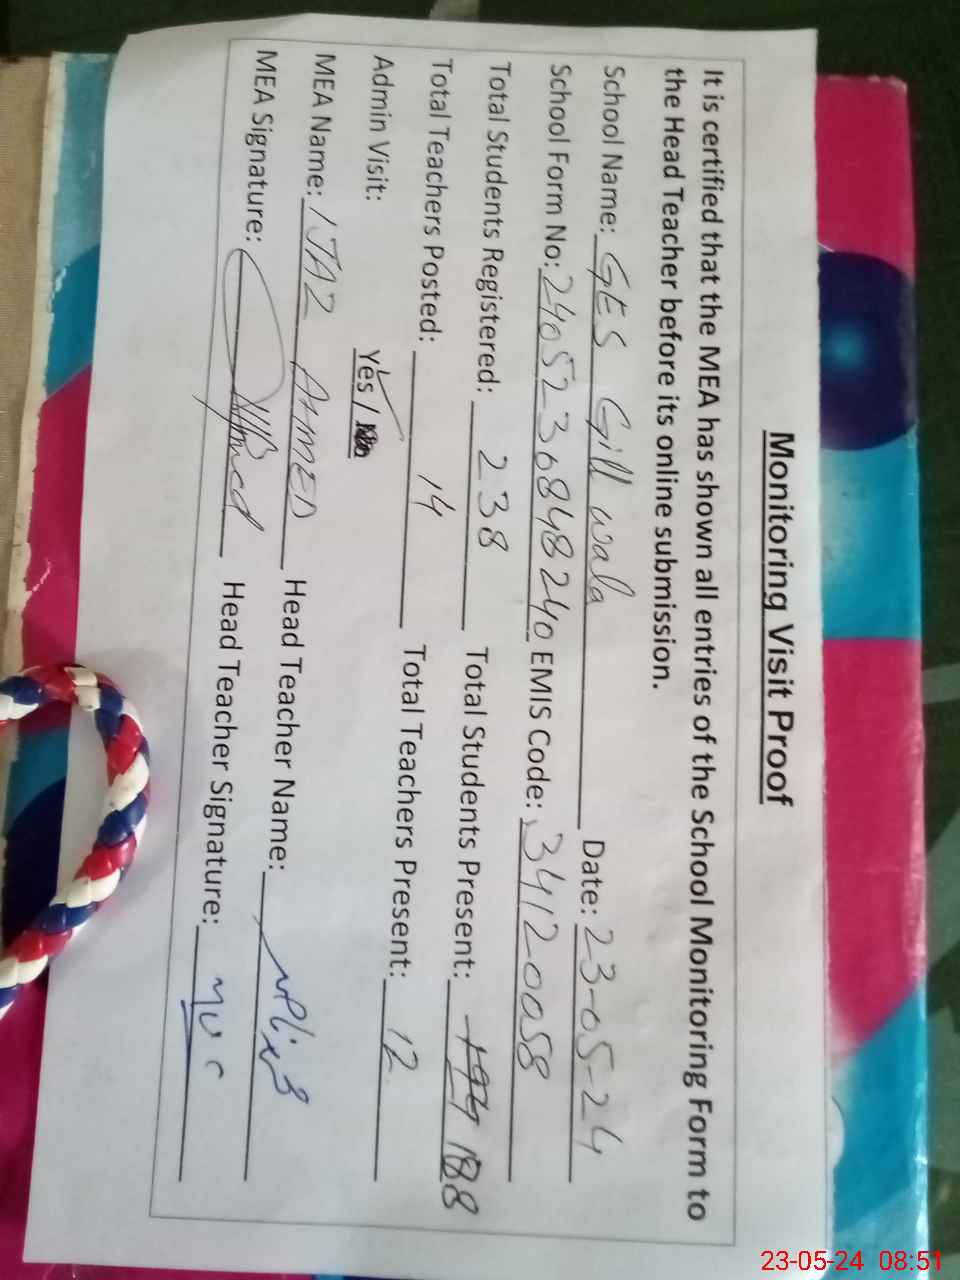 Monitoring Visit Proof
It is certified that the MEA has shown all entries of the School Monitoring Form to
the Head Teacher before its online submission.
School Name: GES Gill wala Date: 23-05-24
School Form No: 2405236848240 EMIS Code: 34120058
Total Students Registered: 238 Total Students Present: 194 188
Total Teachers Posted: 14 Total Teachers Present: 12
Admin Visit: Yes / No
MEA Name: IJAZ AHMED Head Teacher Name:
MEA Signature: Head Teacher Signature:
23-05-24 08:51